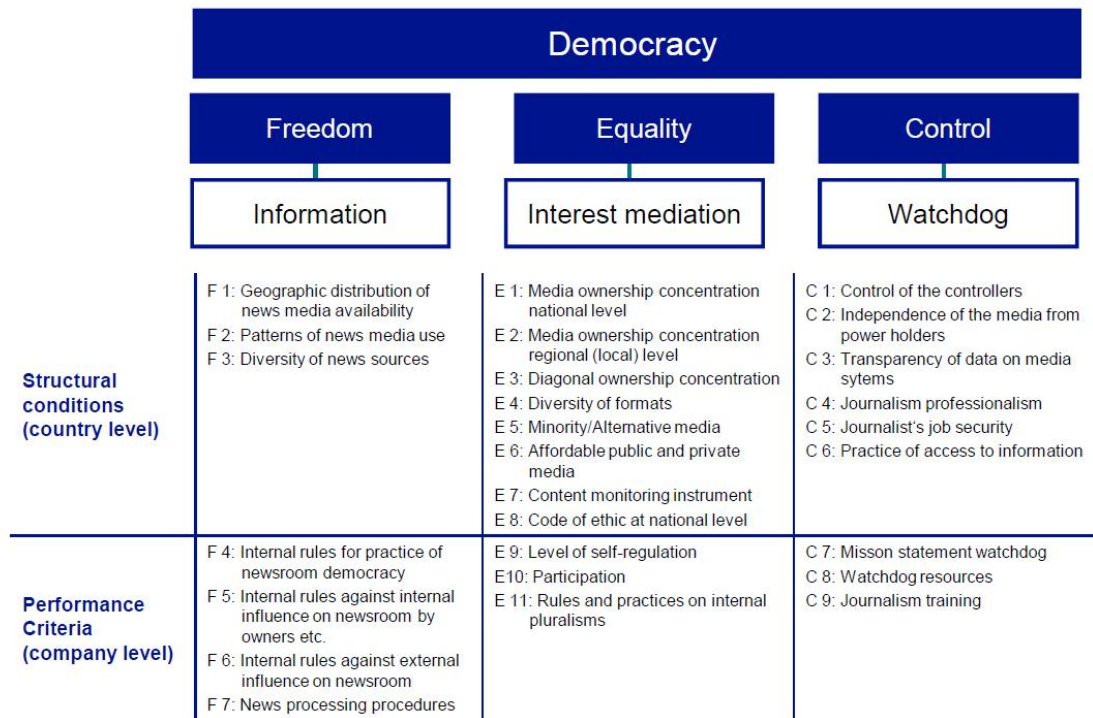 Democracy
Freedom
Equality
Control
Information
Interest mediation
Watchdog
Structural
conditions
(country level)
F 1: Geographic distribution of
news media availability
F 2: Patterns of news media use
F 3: Diversity of news sources
E 1: Media ownership concentration
national level
E 2: Media ownership concentration
regional (local) level
E 3: Diagonal ownership concentration
E 4: Diversity of formats
E 5: Minority/Alternative media
E 6: Affordable public and private
media
E 7: Content monitoring instrument
E 8: Code of ethic at national level
C 1: Control of the controllers
C 2: Independence of the media from
power holders
C 3: Transparency of data on media
sytems
C 4: Journalism professionalism
C 5: Journalist's job security
C 6: Practice of access to information
Performance
Criteria
(company level)
F 4: Internal rules for practice of
newsroom democracy
F 5: Internal rules against internal
influence on newsroom by
owners etc.
F 6: Internal rules against external
influence on newsroom
F 7: News processing procedures
E 9: Level of self-regulation
E10: Participation
E 11: Rules and practices on internal
pluralisms
C 7: Misson statement watchdog
C 8: Watchdog resources
C 9: Journalism training